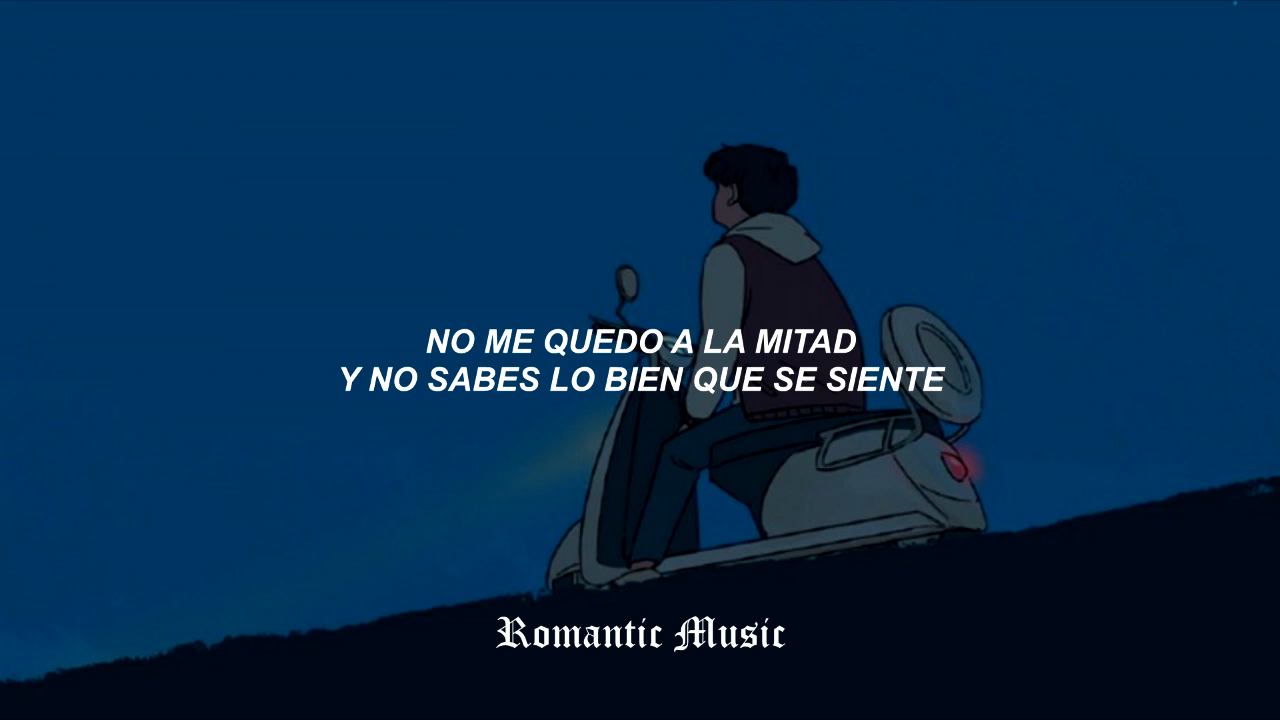 NO ME QUEDO A LA MITAD
Y NO SABES LO BIEN QUE SE SIENTE
Romantic Music